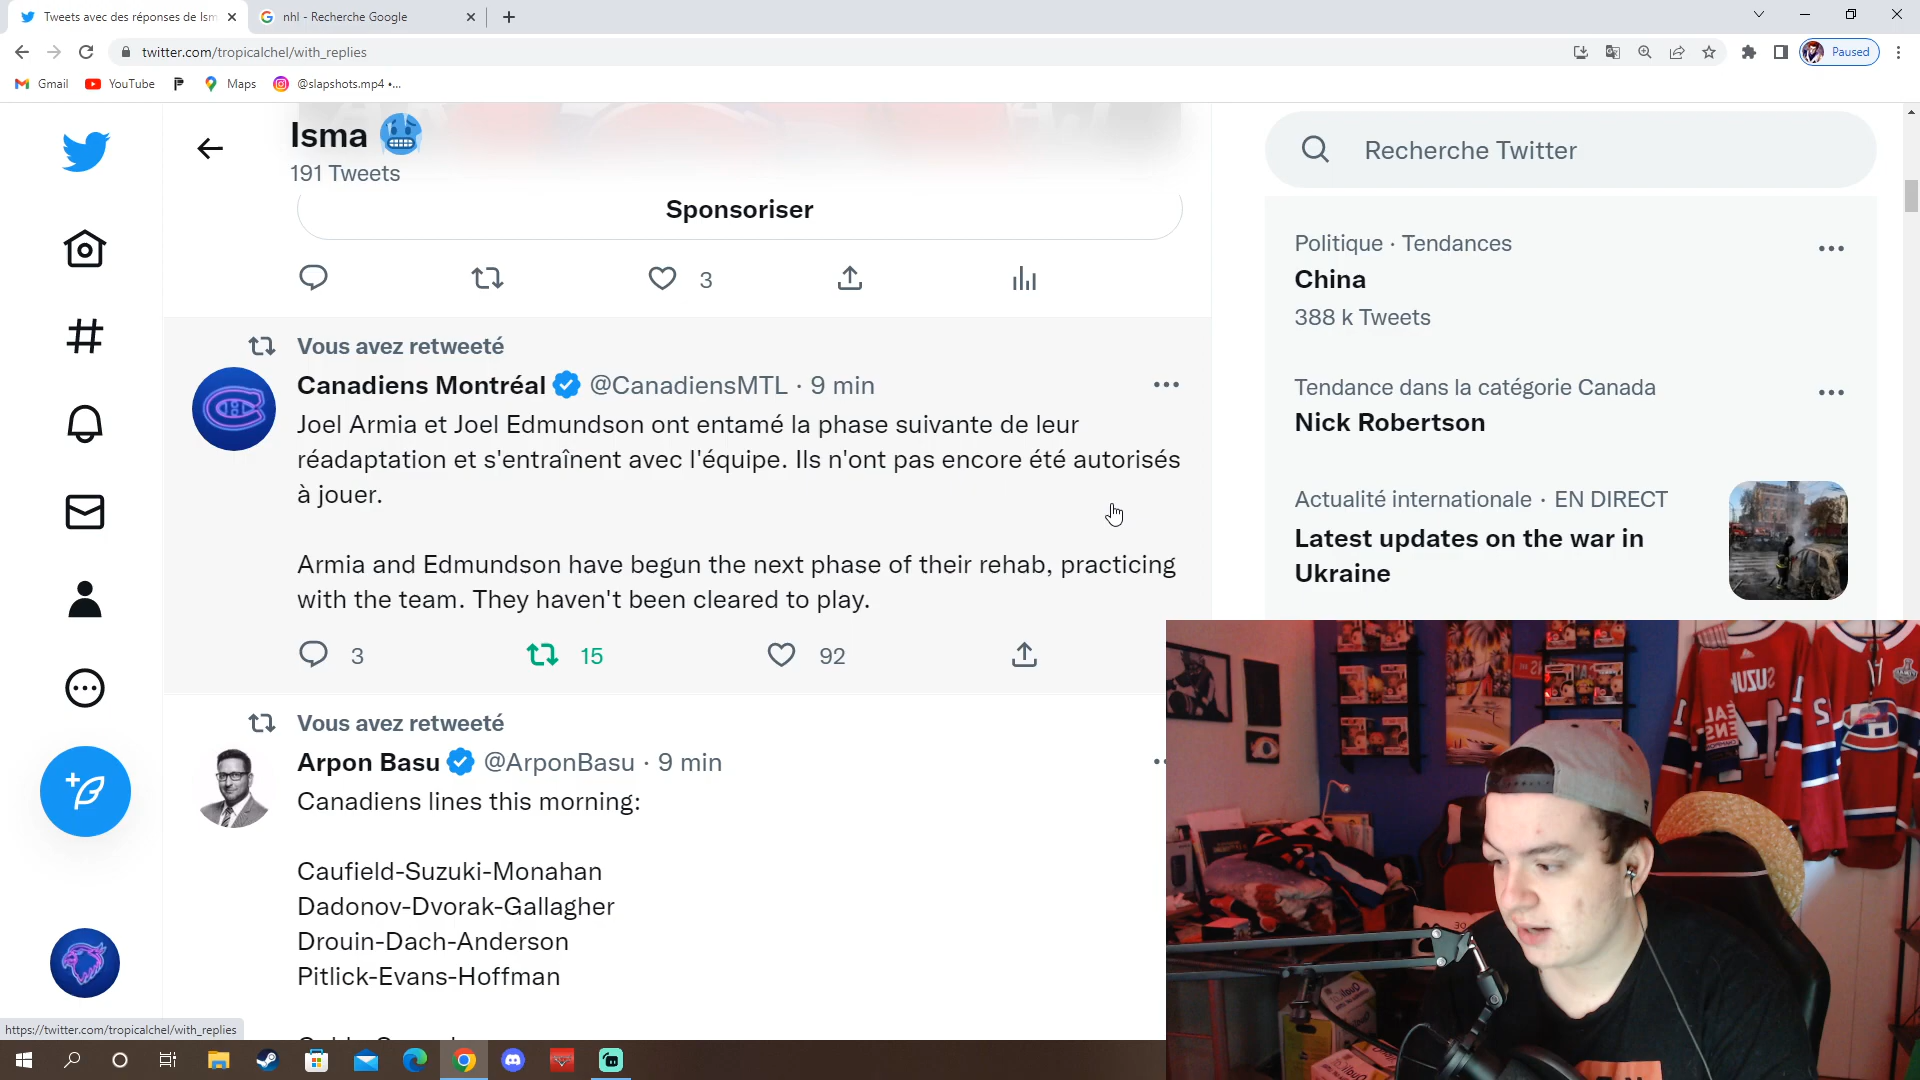 Tweets avec des réponses de Ism
nhl - Recherche Google
twitter.com/tropicalchel/with_replies
Paused
Gmail
YouTube
Maps
@slapshots.mp4 •...
Isma
191 Tweets
Sponsoriser
3
Vous avez retweeté
Canadiens Montréal @CanadiensMTL · 9 min
Joel Armia et Joel Edmundson ont entamé la phase suivante de leur
réadaptation et s'entraînent avec l'équipe. Ils n'ont pas encore été autorisés
à jouer.
Armia and Edmundson have begun the next phase of their rehab, practicing
with the team. They haven't been cleared to play.
3
15
92
Vous avez retweeté
Arpon Basu @ArponBasu · 9 min
Canadiens lines this morning:
Caufield-Suzuki-Monahan
Dadonov-Dvorak-Gallagher
Drouin-Dach-Anderson
Pitlick-Evans-Hoffman
https://twitter.com/tropicalchel/with_replies
Recherche Twitter
Politique · Tendances
China
388 k Tweets
Tendance dans la catégorie Canada
Nick Robertson
Actualité internationale · EN DIRECT
Latest updates on the war in
Ukraine